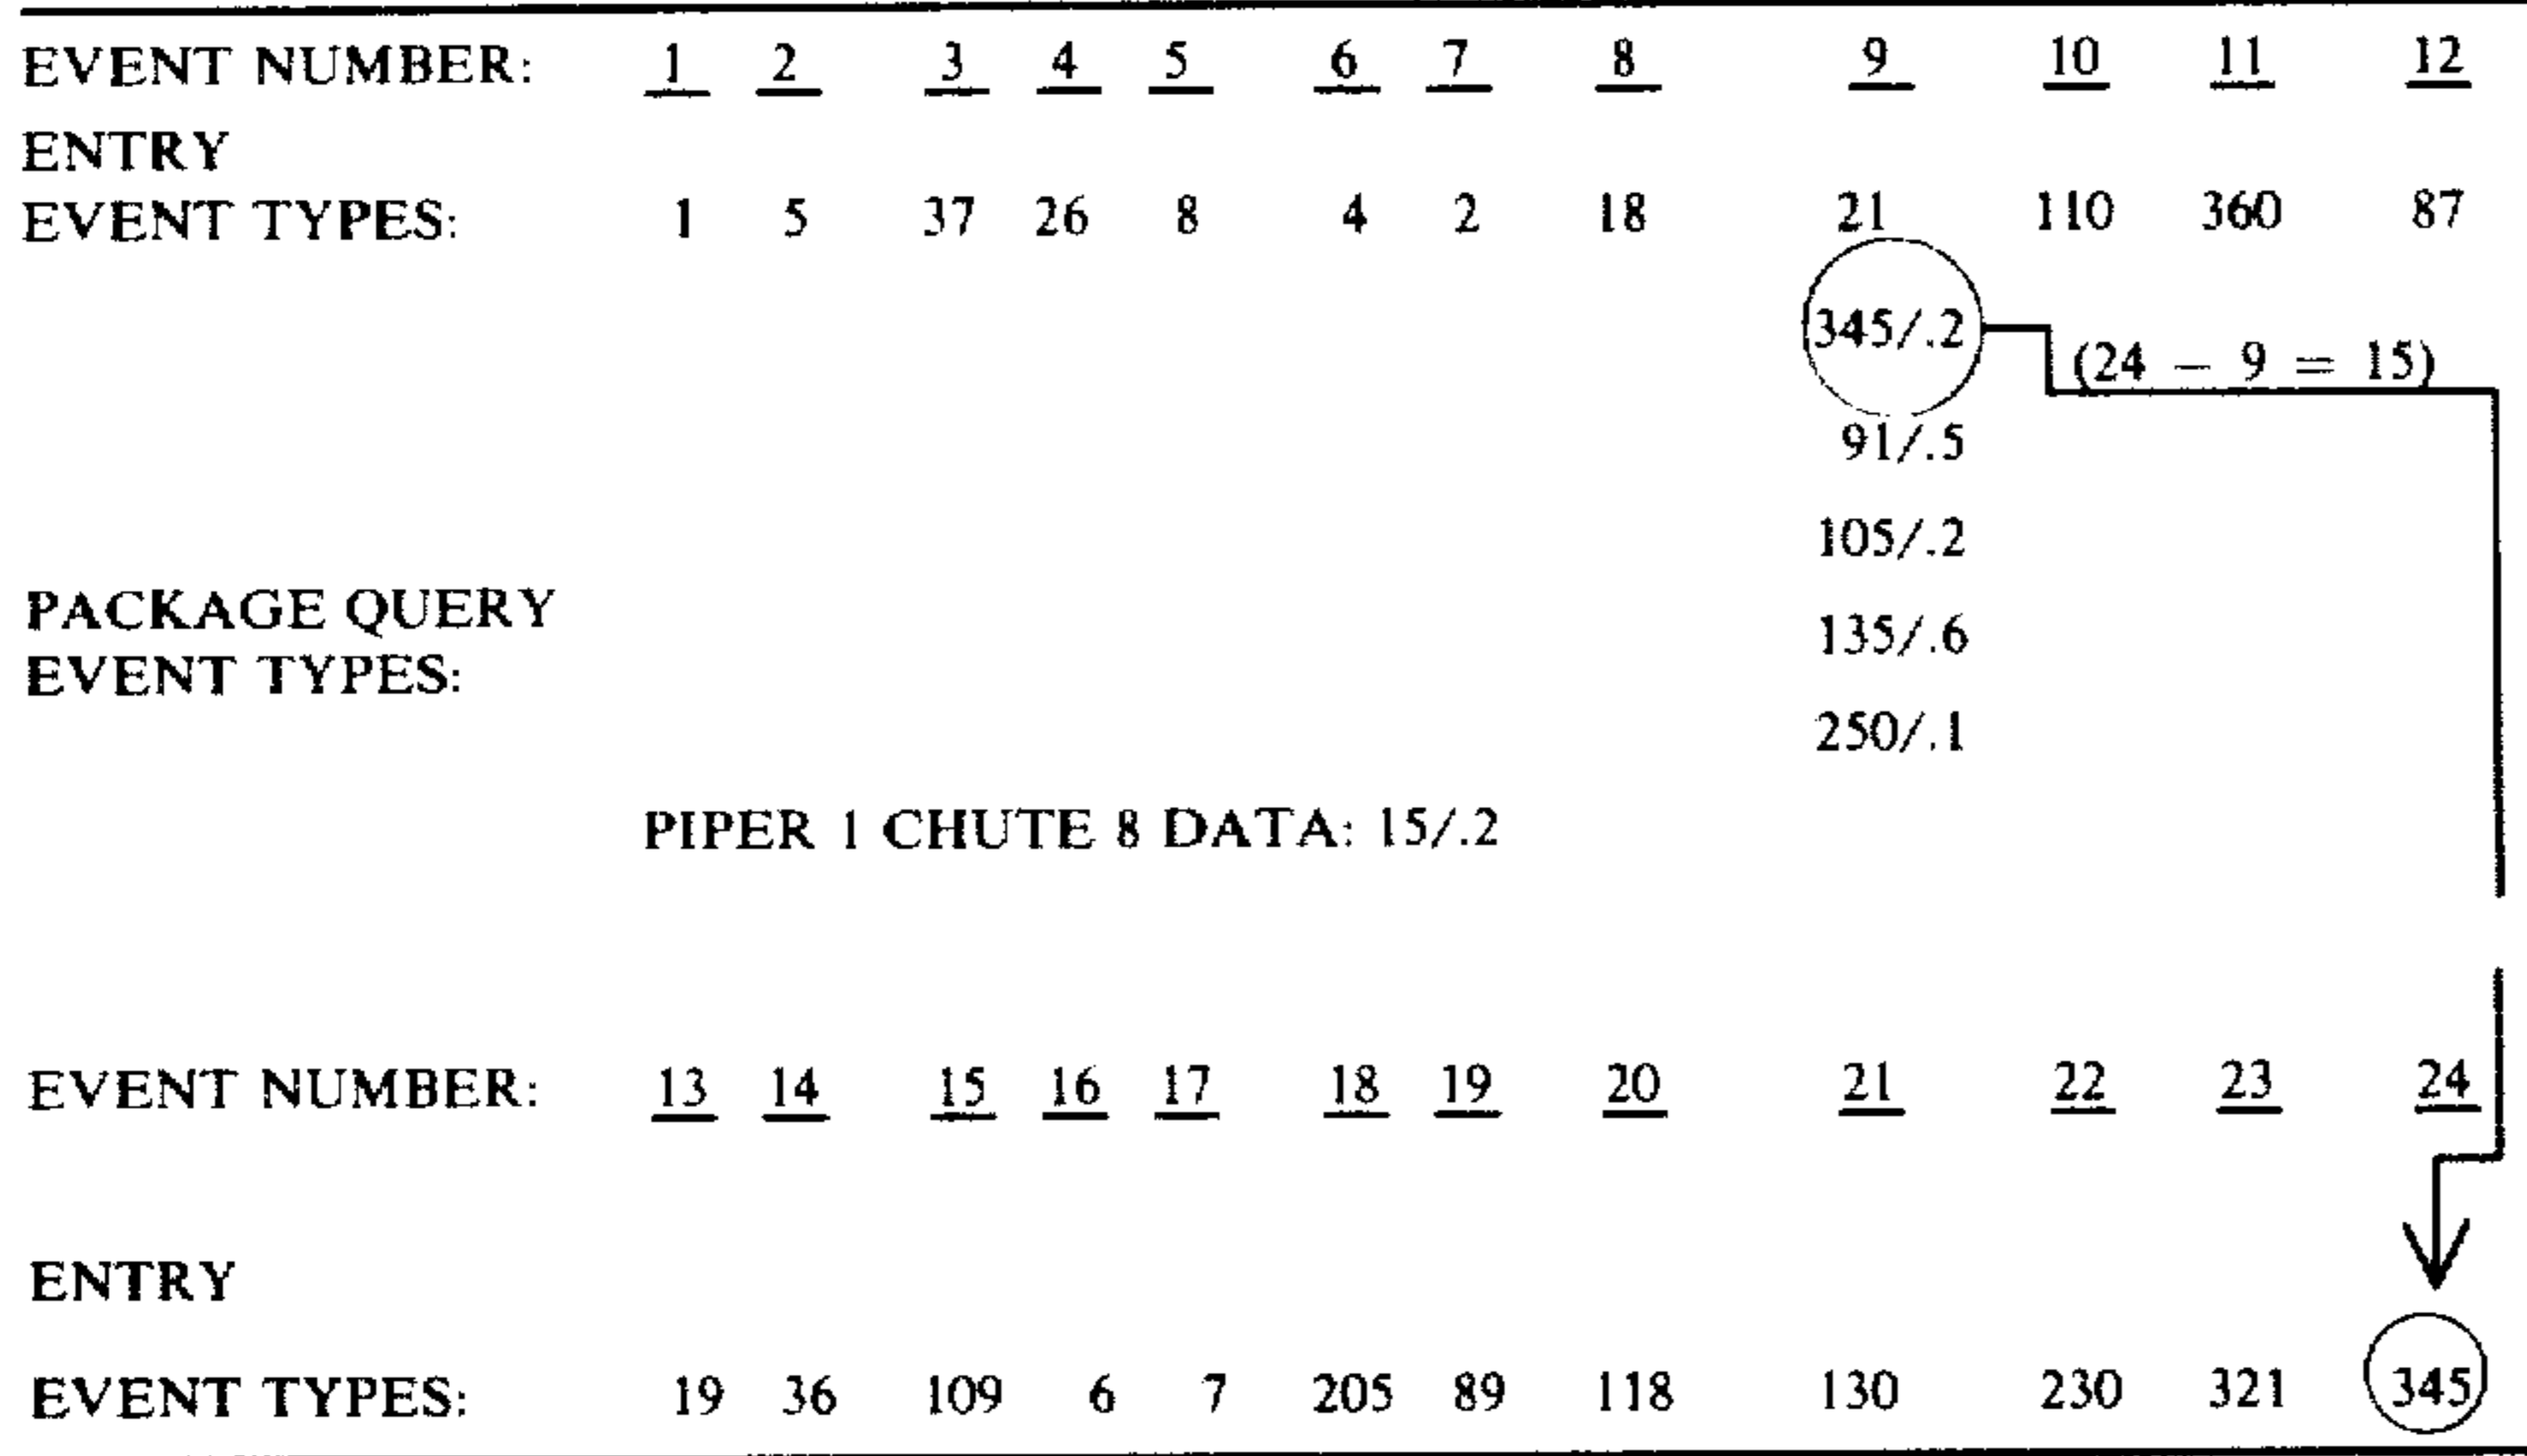 EVENT NUMBER: 1 2 3 4 5 6 7 8 9 10 11 12
ENTRY
EVENT TYPES: 1 5 37 26 8 4 2 18 21 110 360 87
345/.2
(24 − 9 = 15)
91/.5
105/.2
PACKAGE QUERY
135/.6
EVENT TYPES:
250/.1
PIPER 1 CHUTE 8 DATA: 15/.2
EVENT NUMBER: 13 14 15 16 17 18 19 20 21 22 23 24
ENTRY
EVENT TYPES: 19 36 109 6 7 205 89 118 130 230 321 345